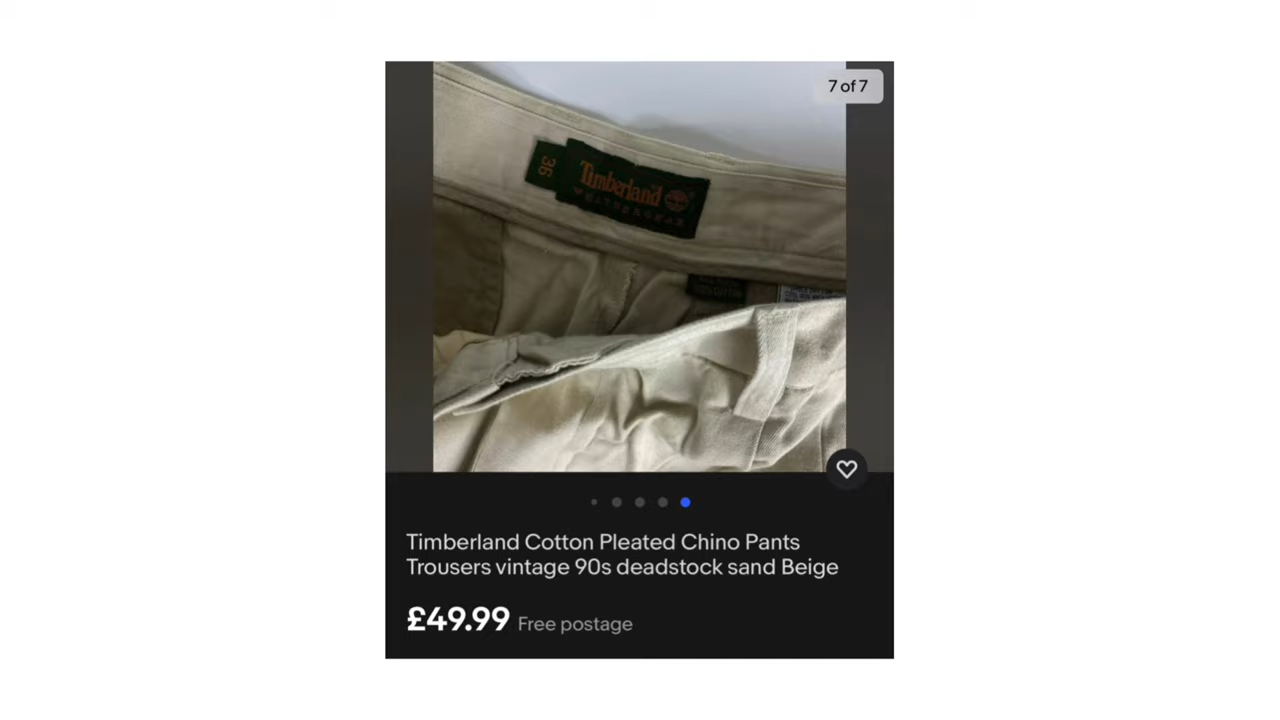 7 of 7
36
Timberland
WEATHERGEAR
Timberland Cotton Pleated Chino Pants
Trousers vintage 90s deadstock sand Beige
£49.99 Free postage